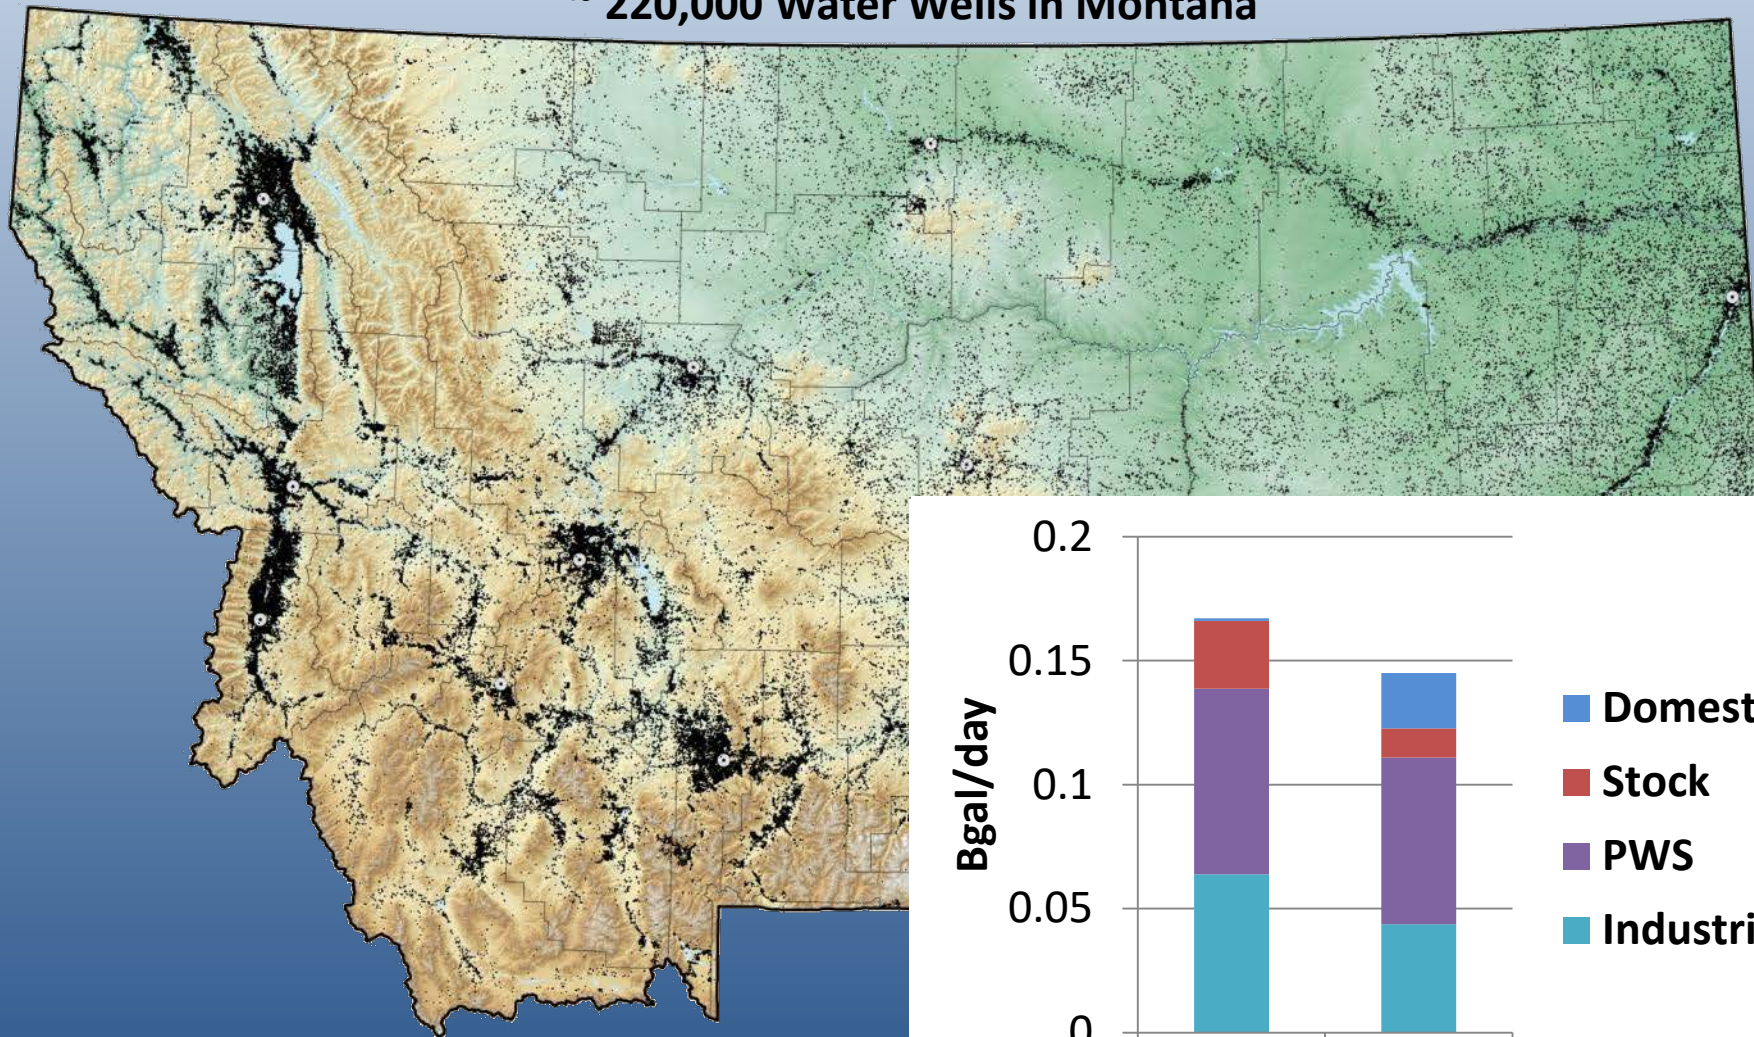 220,000 Water Wells in Montana
0.2
0.15
0.1
0.05
0
Bgal/day
Domest
Stock
PWS
Industri